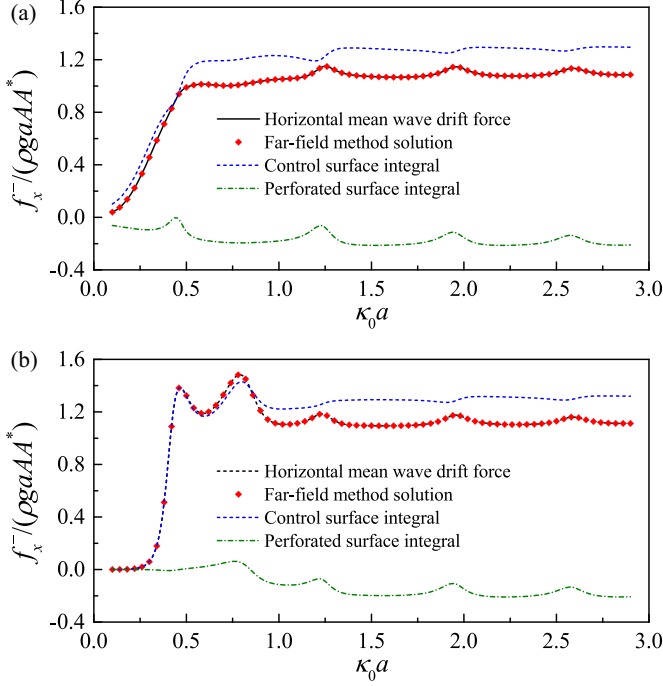 (a)
f_x^-/(ρgaAA*)
1.6
1.2
0.8
0.4
0.0
-0.4
Horizontal mean wave drift force
Far-field method solution
Control surface integral
Perforated surface integral
0.0 0.5 1.0 1.5 2.0 2.5 3.0
κ₀a
(b)
f_x^-/(ρgaAA*)
1.6
1.2
0.8
0.4
0.0
-0.4
Horizontal mean wave drift force
Far-field method solution
Control surface integral
Perforated surface integral
0.0 0.5 1.0 1.5 2.0 2.5 3.0
κ₀a